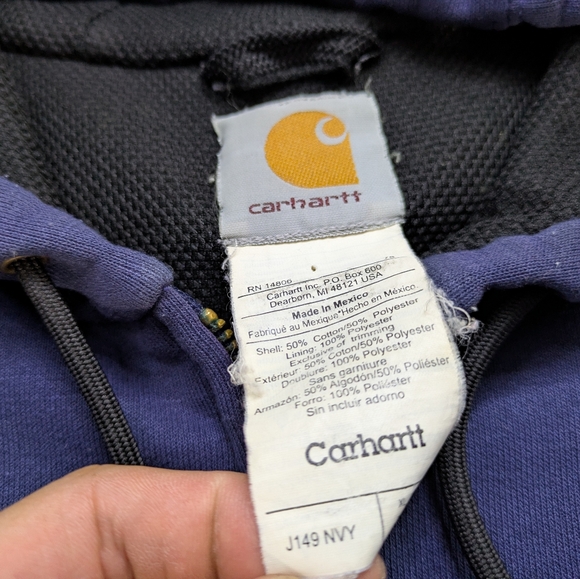 carhartt
RN 14806
Carhartt Inc. P.O. Box 600
Dearborn, MI 48121 USA
Made In Mexico
Fabriqué au Mexique*Hecho en México
Shell: 50% Cotton/50% Polyester
Lining: 100% Polyester
Exclusive of trimming
Extérieur: 50% Coton/50% Polyester
Doublure: 100% Polyester
Sans garniture
Armazón: 50% Algodón/50% Poliéster
Forro: 100% Poliéster
Sin incluir adorno
Carhartt
J149 NVY